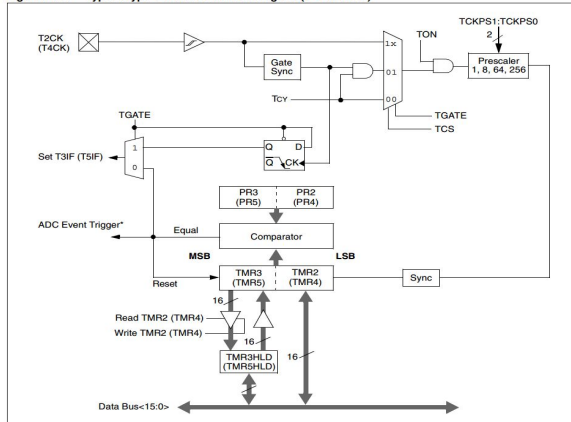 TCKPS1:TCKPS0
2
T2CK
(T4CK)
TON
1x
Gate
Sync
01
Prescaler
1, 8, 64, 256
TCY
00
TGATE
TCS
TGATE
Q D
Q CK
1
0
Set T3IF (T5IF)
PR3 PR2
(PR5) (PR4)
ADC Event Trigger*
Equal
Comparator
MSB
LSB
Reset
TMR3 TMR2
(TMR5) (TMR4)
Sync
16
Read TMR2 (TMR4)
Write TMR2 (TMR4)
16
16
TMR3HLD
(TMR5HLD)
Data Bus<15:0>